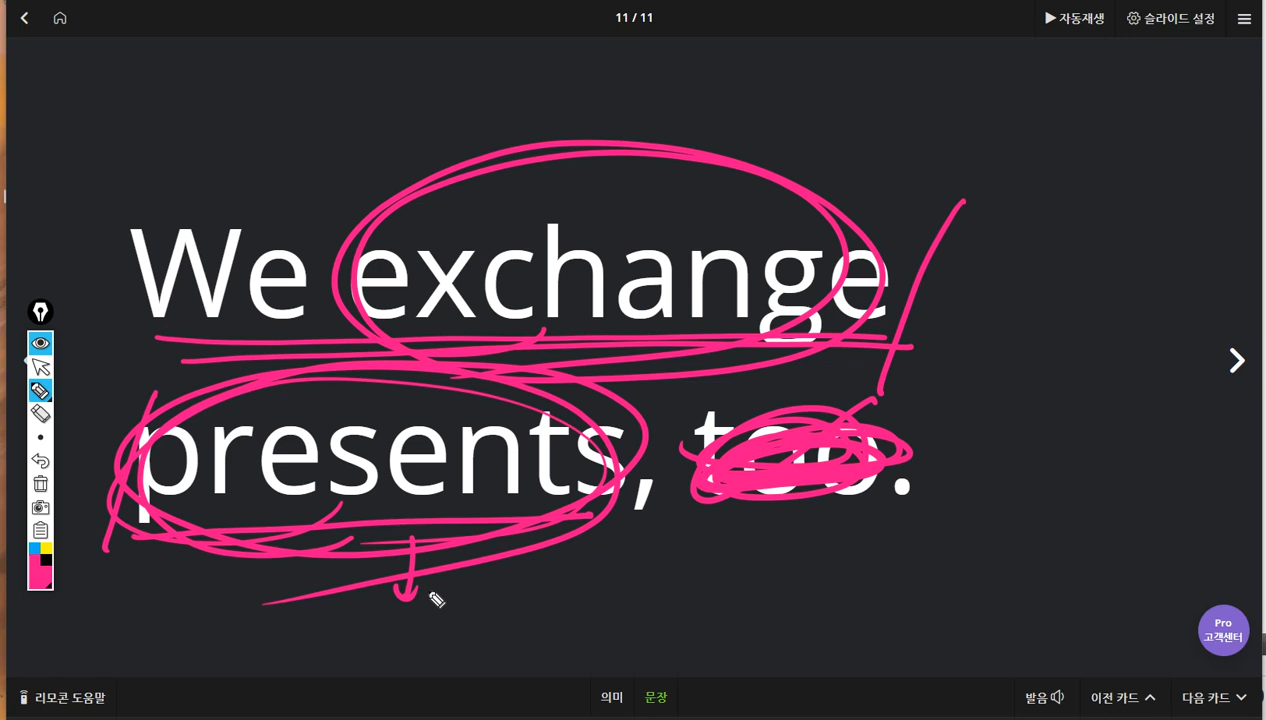 11 / 11
자동재생
슬라이드 설정
We exchange
presents, too.
Pro
고객센터
리모콘 도움말
의미
문장
발음
이전 카드
다음 카드